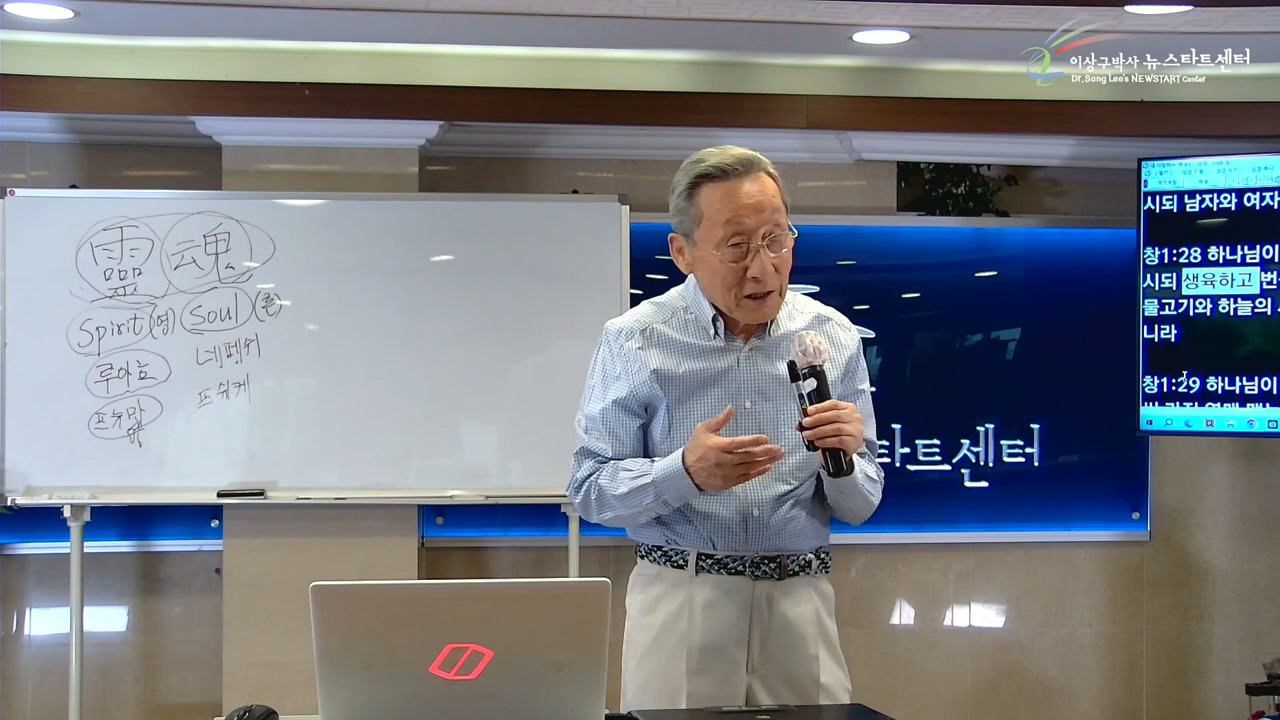 이상구박사 뉴스타트센터
Dr. Sang Lee's NEWSTART Center
靈 魂
Spirit (영) Soul (혼)
루아흐 네페쉬
프뉴마 프쉬케
타트센터
시되 남자와 여자
창1:28 하나님이
시되 생육하고 번
물고기와 하늘의
니라
창1:29 하나님이